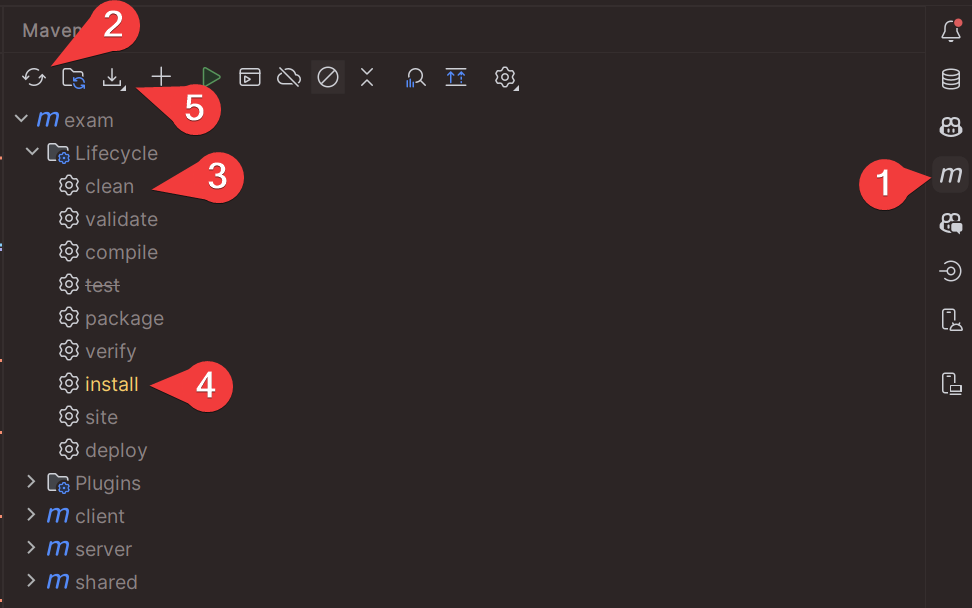 Maven
2
5
m exam
Lifecycle
clean
3
validate
compile
test
package
verify
install
4
site
deploy
Plugins
m client
m server
m shared
1
m